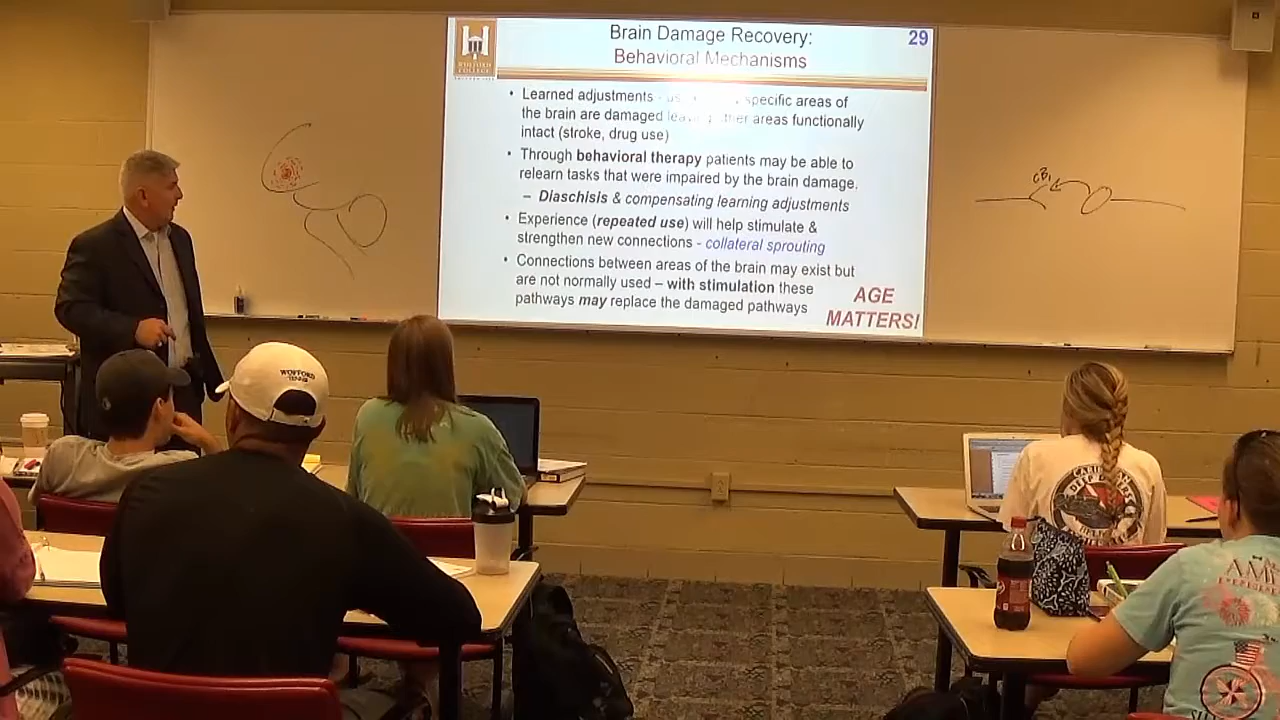 Brain Damage Recovery:
Behavioral Mechanisms
29
WOFFORD
COLLEGE
• Learned adjustments - specific areas of
the brain are damaged other areas functionally
intact (stroke, drug use)
• Through behavioral therapy patients may be able to
relearn tasks that were impaired by the brain damage.
– Diaschisis & compensating learning adjustments
• Experience (repeated use) will help stimulate &
strengthen new connections - collateral sprouting
• Connections between areas of the brain may exist but
are not normally used – with stimulation these
pathways may replace the damaged pathways
AGE
MATTERS!
CB1
WOFFORD
TENNIS